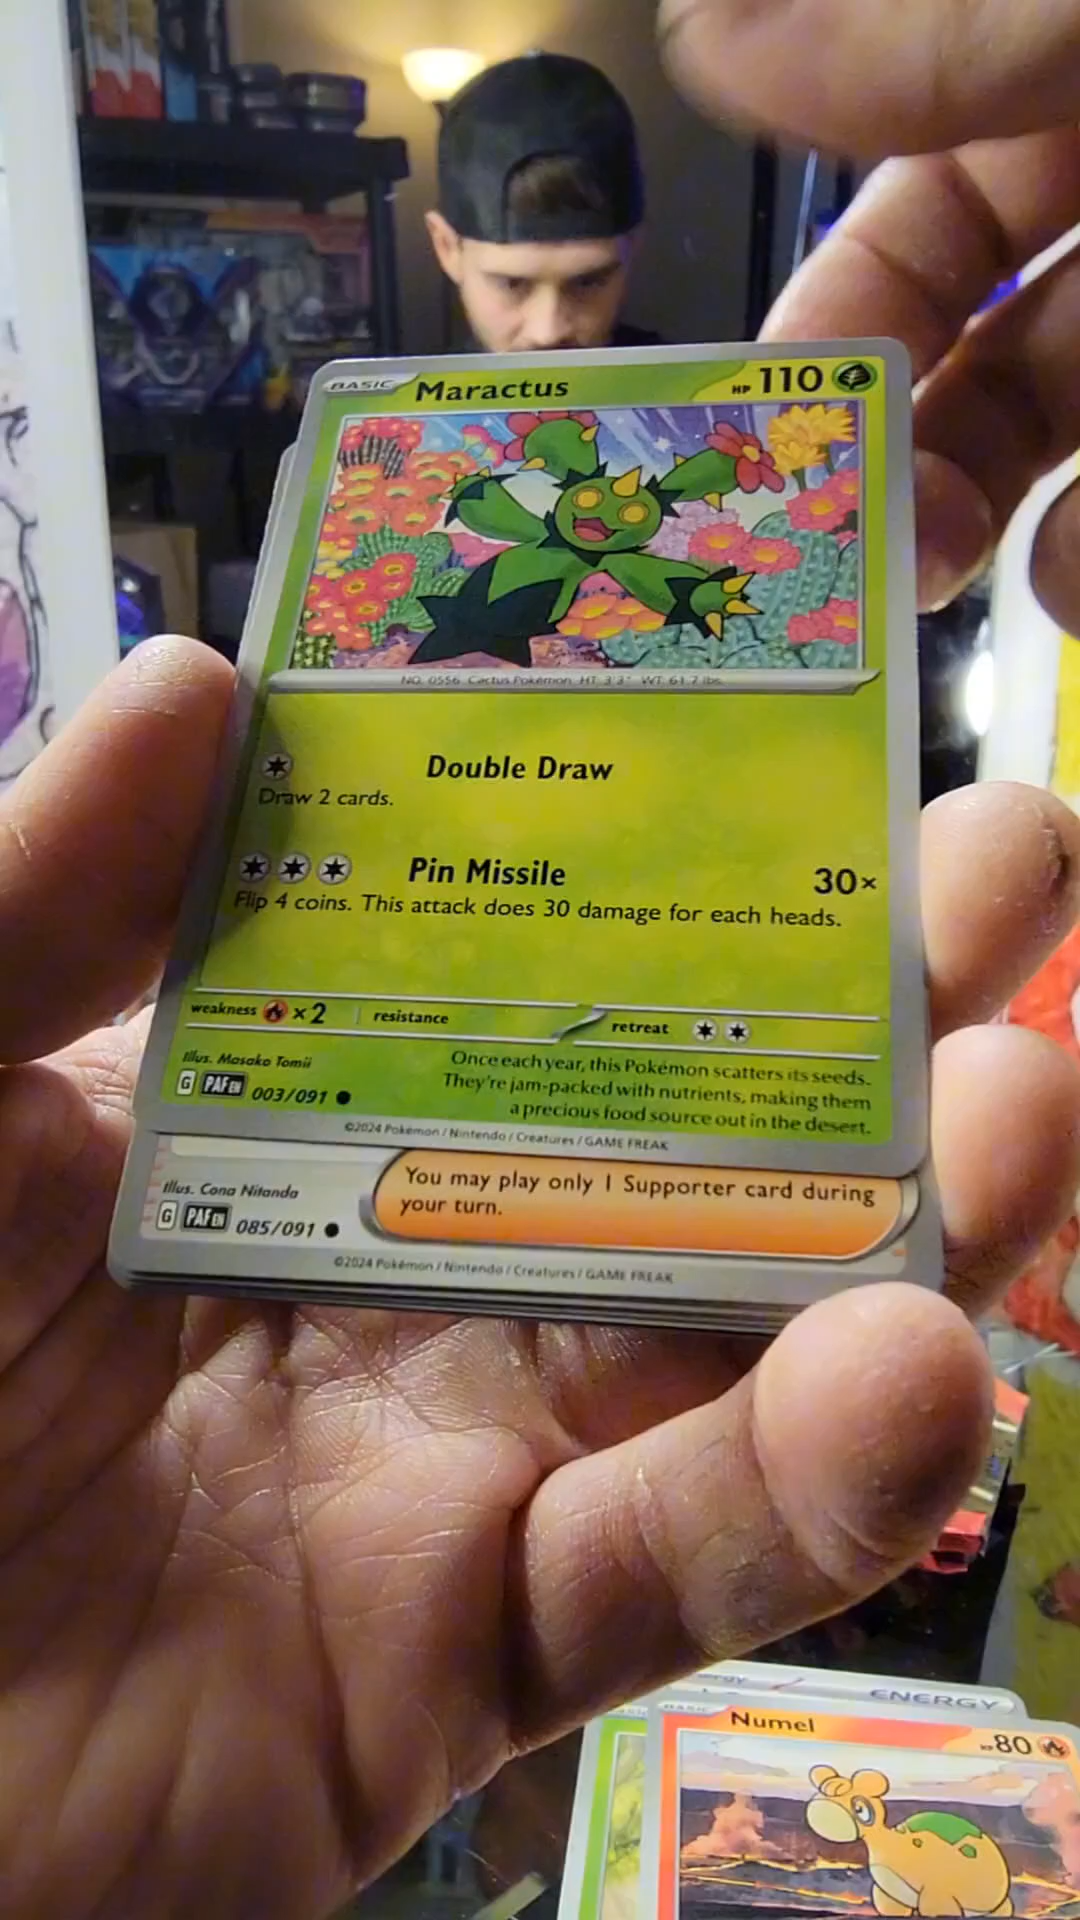 BASIC Maractus HP 110
NO. 0556 Cactus Pokémon HT: 3'3" WT: 61.7 lbs.
Double Draw
Draw 2 cards.
Pin Missile 30×
Flip 4 coins. This attack does 30 damage for each heads.
weakness ×2 resistance retreat
Illus. Masako Tomii
Once each year, this Pokémon scatters its seeds.
They're jam-packed with nutrients, making them
a precious food source out in the desert.
G PAF EN 003/091
©2024 Pokémon / Nintendo / Creatures / GAME FREAK
You may play only 1 Supporter card during
your turn.
Illus. Cona Nitanda
G PAF EN 085/091
©2024 Pokémon / Nintendo / Creatures / GAME FREAK
ENERGY
BASIC Numel HP 80